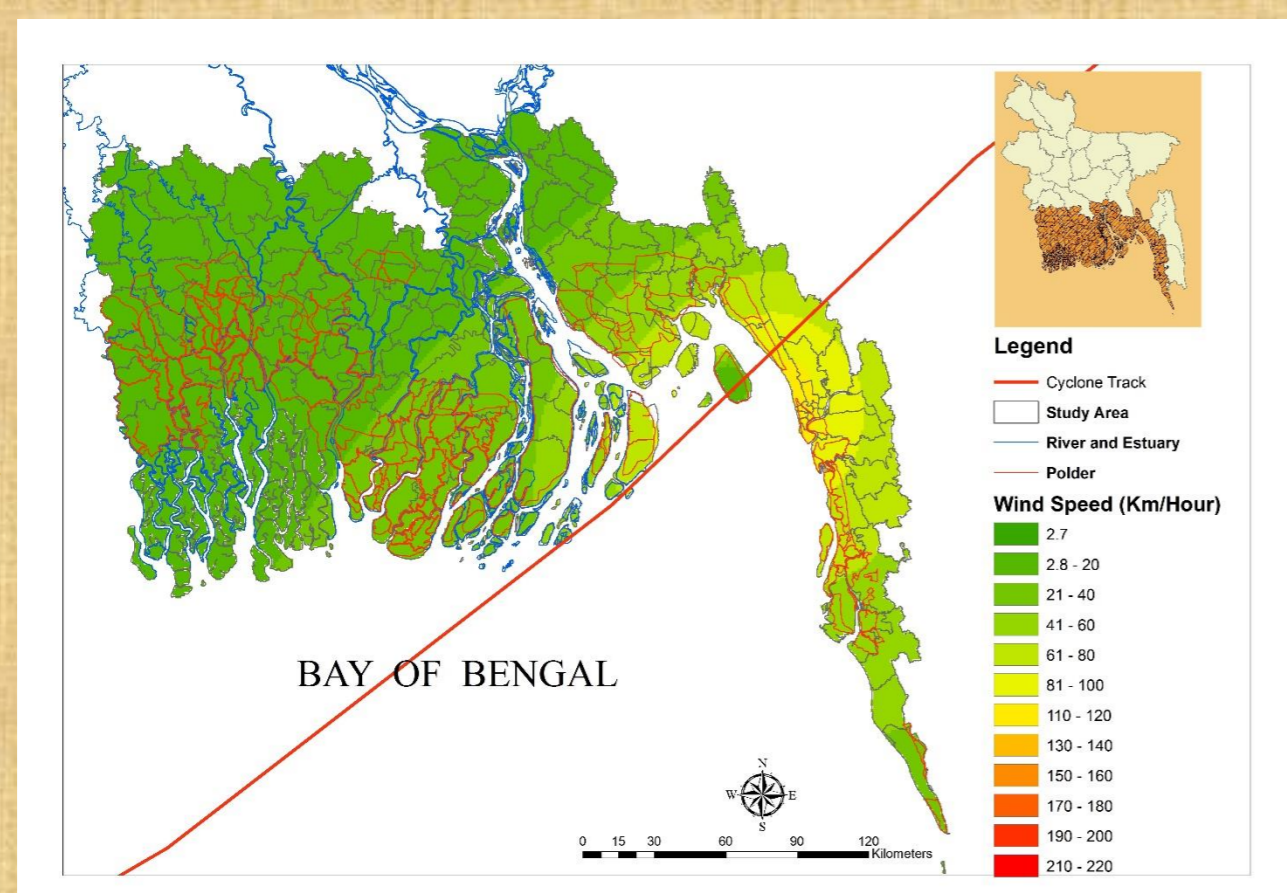 BAY OF BENGAL
N
W E
S
0 15 30 60 90 120
Kilometers
Legend
Cyclone Track
Study Area
River and Estuary
Polder
Wind Speed (Km/Hour)
2.7
2.8 - 20
21 - 40
41 - 60
61 - 80
81 - 100
110 - 120
130 - 140
150 - 160
170 - 180
190 - 200
210 - 220